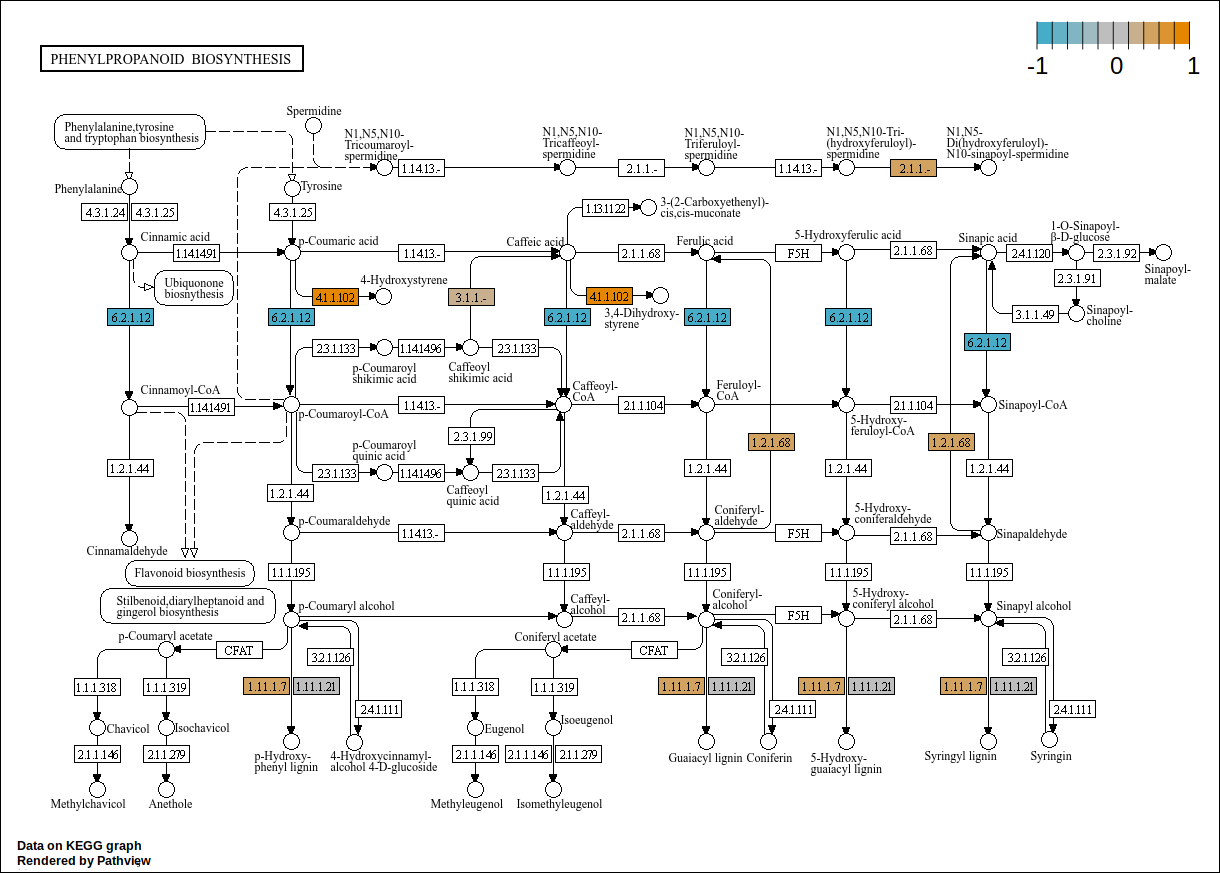 -1 0 1
PHENYLPROPANOID BIOSYNTHESIS
Phenylalanine,tyrosine
and tryptophan biosynthesis
Spermidine
N1,N5,N10-
Tricoumaroyl-
spermidine
N1,N5,N10-
Tricaffeoyl-
spermidine
N1,N5,N10-
Triferuloyl-
spermidine
N1,N5,N10-Tri-
(hydroxyferuloyl)-
spermidine
N1,N5-
Di(hydroxyferuloyl)-
N10-sinapoyl-spermidine
1.14.13.- 2.1.1.- 1.14.13.- 2.1.1.-
Phenylalanine
Tyrosine
4.3.1.24 4.3.1.25 4.3.1.25
1.13.11.22
3-(2-Carboxyethenyl)-
cis,cis-muconate
Cinnamic acid
p-Coumaric acid
Caffeic acid
Ferulic acid
5-Hydroxyferulic acid
Sinapic acid
1-O-Sinapoyl-
β-D-glucose
1.14.14.91 1.14.13.- 2.1.1.68 F5H 2.1.1.68 2.4.1.120 2.3.1.92
Sinapoyl-
malate
2.3.1.91
Ubiquonone
biosnythesis
4-Hydroxystyrene
4.1.1.102 3.1.1.- 4.1.1.102
3,4-Dihydroxy-
styrene
3.1.1.49
Sinapoyl-
choline
6.2.1.12 6.2.1.12 6.2.1.12 6.2.1.12 6.2.1.12 6.2.1.12
2.3.1.133 1.14.14.96 2.3.1.133
p-Coumaroyl
shikimic acid
Caffeoyl
shikimic acid
Cinnamoyl-CoA
p-Coumaroyl-CoA
Caffeoyl-
CoA
Feruloyl-
CoA
5-Hydroxy-
feruloyl-CoA
Sinapoyl-CoA
1.14.14.91 1.14.13.- 2.1.1.104 2.1.1.104
2.3.1.99
1.2.1.68 1.2.1.68
p-Coumaroyl
quinic acid
2.3.1.133 1.14.14.96 2.3.1.133
Caffeoyl
quinic acid
1.2.1.44 1.2.1.44 1.2.1.44 1.2.1.44 1.2.1.44 1.2.1.44
Cinnamaldehyde
p-Coumaraldehyde
Caffeyl-
aldehyde
Coniferyl-
aldehyde
5-Hydroxy-
coniferaldehyde
Sinapaldehyde
1.14.13.- 2.1.1.68 F5H 2.1.1.68
Flavonoid biosynthesis
Stilbenoid,diarylheptanoid and
gingerol biosynthesis
1.1.1.195 1.1.1.195 1.1.1.195 1.1.1.195 1.1.1.195
p-Coumaryl alcohol
Caffeyl-
alcohol
Coniferyl-
alcohol
5-Hydroxy-
coniferyl alcohol
Sinapyl alcohol
2.1.1.68 F5H 2.1.1.68
p-Coumaryl acetate
CFAT
Coniferyl acetate
CFAT
3.2.1.126 3.2.1.126 3.2.1.126
1.1.1.318 1.1.1.319 1.11.1.7 1.11.1.21 1.1.1.318 1.1.1.319 1.11.1.7 1.11.1.21 1.11.1.7 1.11.1.21 1.11.1.7 1.11.1.21
2.4.1.111 2.4.1.111 2.4.1.111
Chavicol
Isochavicol
Eugenol
Isoeugenol
2.1.1.146 2.1.1.279 2.1.1.146 2.1.1.146 2.1.1.279
p-Hydroxy-
phenyl lignin
4-Hydroxycinnamyl-
alcohol 4-D-glucoside
Guaiacyl lignin
Coniferin
5-Hydroxy-
guaiacyl lignin
Syringyl lignin
Syringin
Methylchavicol
Anethole
Methyleugenol
Isomethyleugenol
Data on KEGG graph
Rendered by Pathview